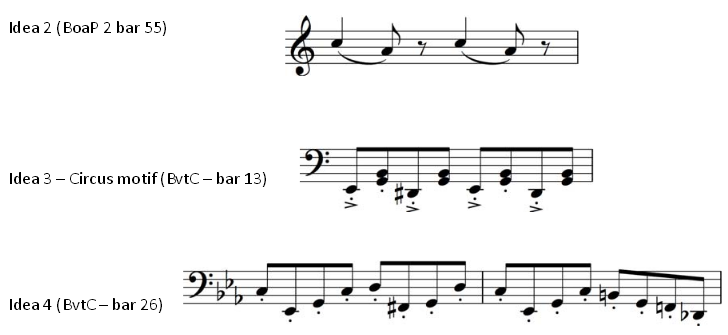 Idea 2 (BoaP 2 bar 55)
Idea 3 – Circus motif (BvtC – bar 13)
Idea 4 (BvtC – bar 26)